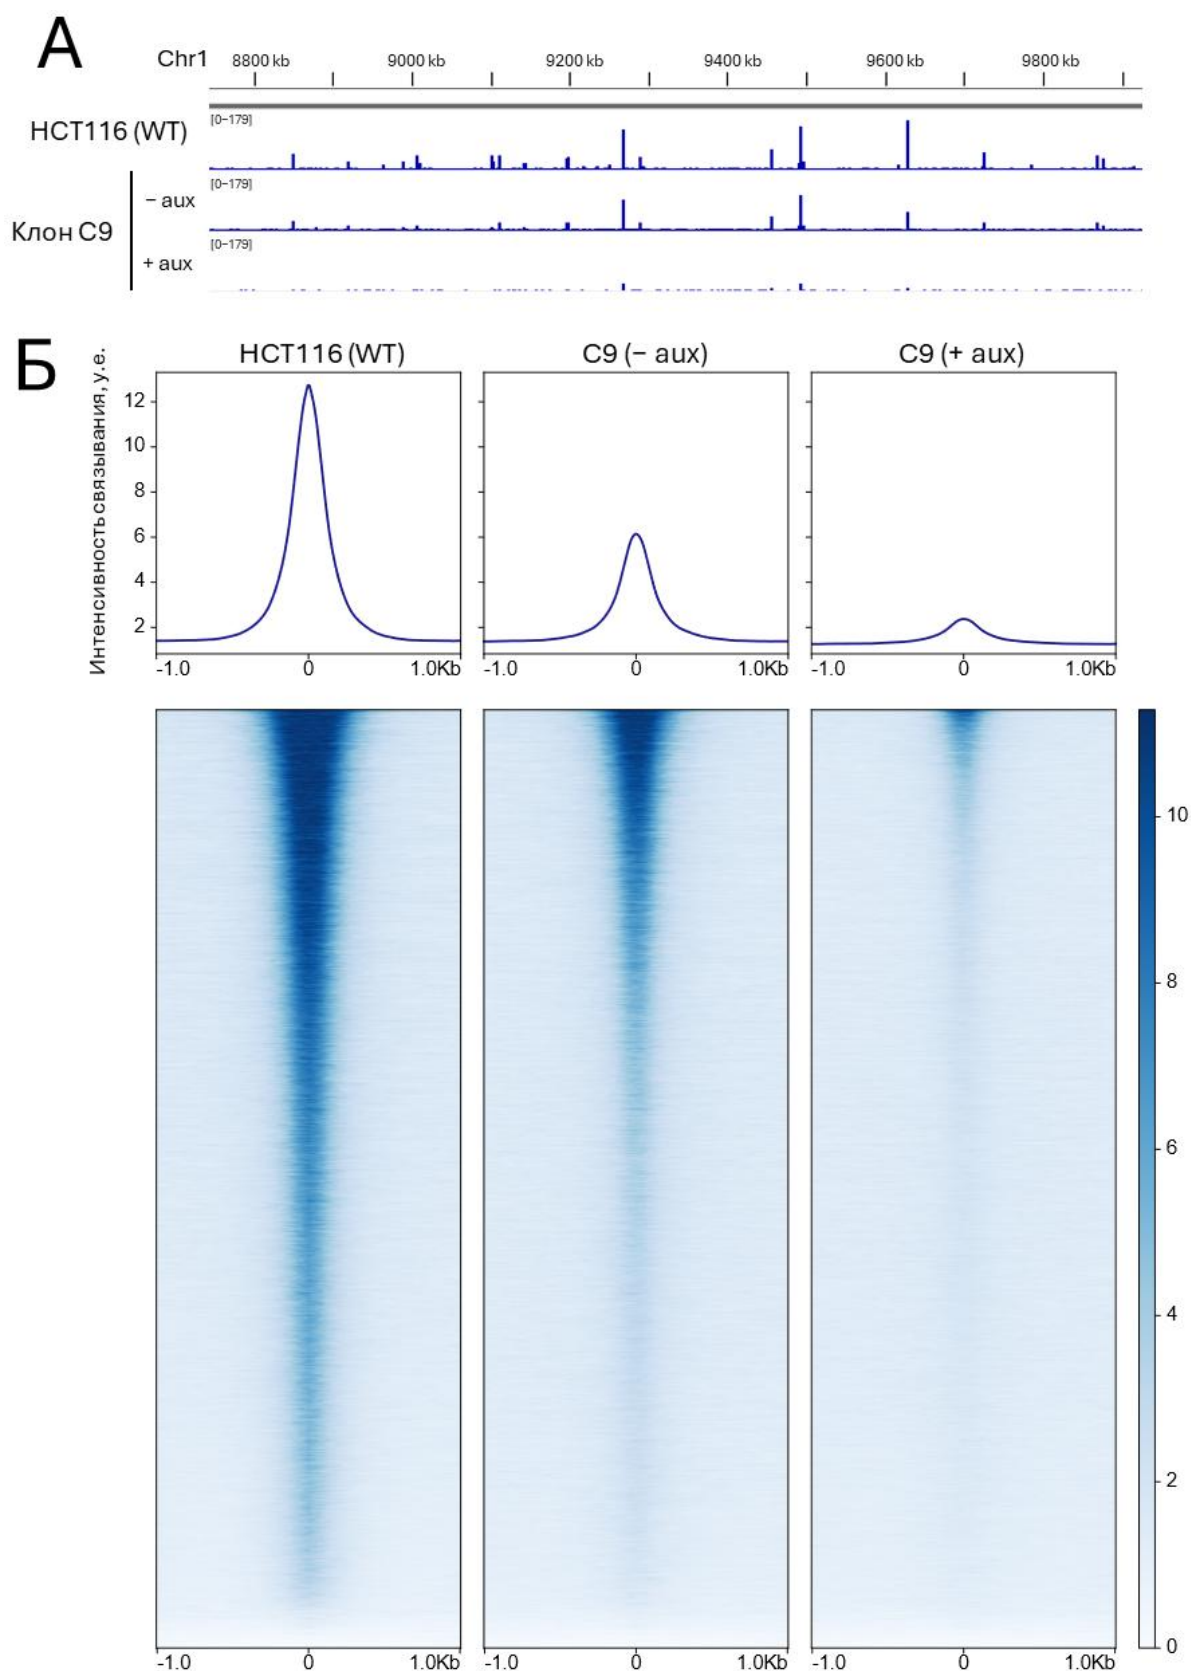 А
Chr1
8800 kb 9000 kb 9200 kb 9400 kb 9600 kb 9800 kb
HCT116 (WT)
[0–179]
Клон C9
− aux
[0–179]
+ aux
[0–179]
Б
HCT116 (WT) C9 (− aux) C9 (+ aux)
Интенсивность связывания, у.е.
12
10
8
6
4
2
-1.0 0 1.0Kb -1.0 0 1.0Kb -1.0 0 1.0Kb
10
8
6
4
2
0
-1.0 0 1.0Kb -1.0 0 1.0Kb -1.0 0 1.0Kb